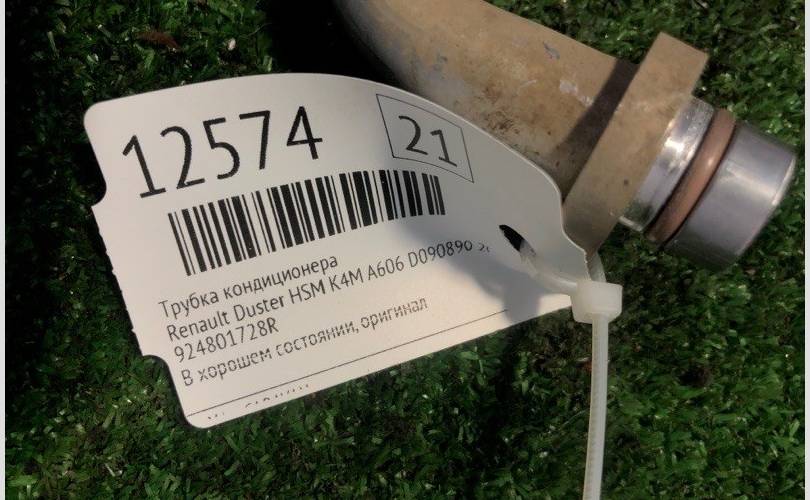 12574
21
Трубка кондиционера
Renault Duster HSM K4M A606 D090890
924801728R
В хорошем состоянии, оригинал